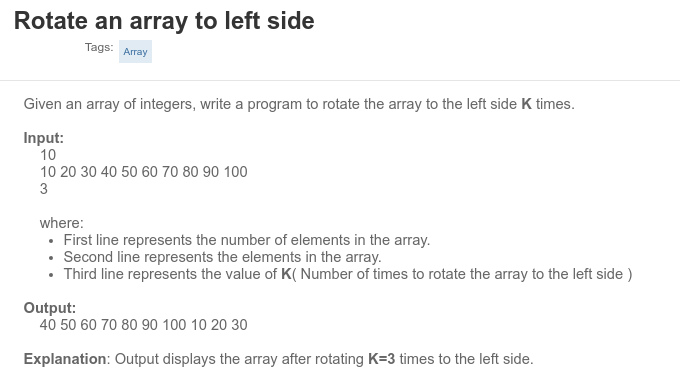 Rotate an array to left side
Tags: Array
Given an array of integers, write a program to rotate the array to the left side K times.
Input:
10
10 20 30 40 50 60 70 80 90 100
3
where:
• First line represents the number of elements in the array.
• Second line represents the elements in the array.
• Third line represents the value of K( Number of times to rotate the array to the left side )
Output:
40 50 60 70 80 90 100 10 20 30
Explanation: Output displays the array after rotating K=3 times to the left side.